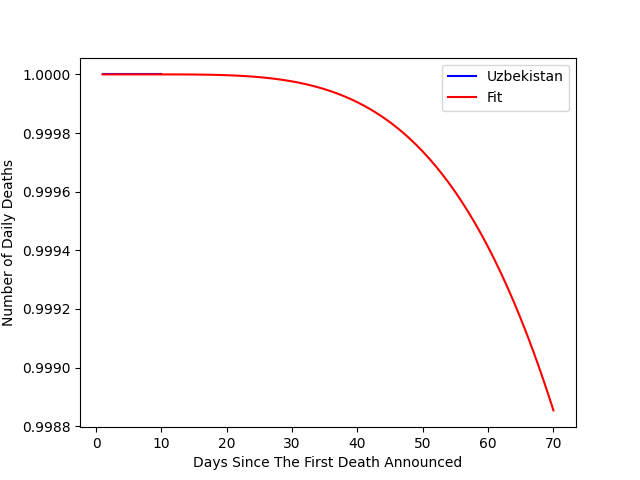 Uzbekistan
Fit
1.0000
0.9998
0.9996
0.9994
0.9992
0.9990
0.9988
Number of Daily Deaths
0 10 20 30 40 50 60 70
Days Since The First Death Announced